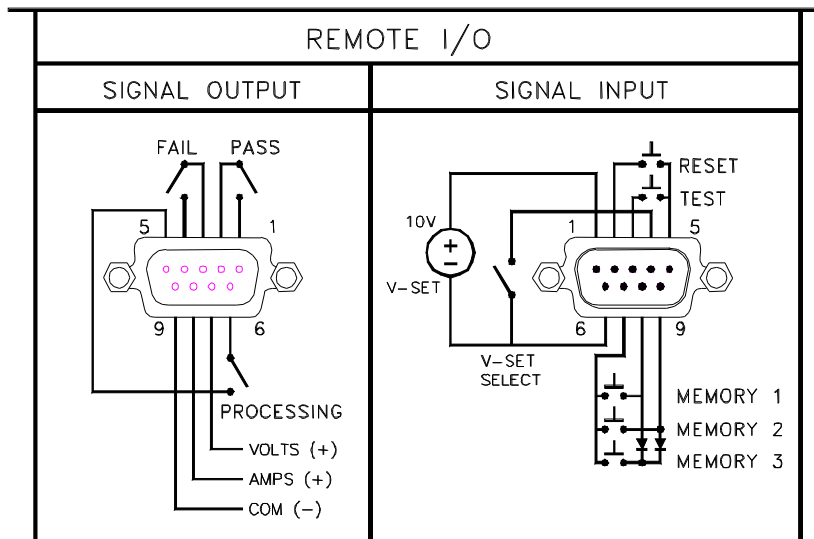 REMOTE I/O
SIGNAL OUTPUT
SIGNAL INPUT
FAIL PASS
5 1
9 6
PROCESSING
VOLTS (+)
AMPS (+)
COM (-)
RESET
TEST
10V
+
-
V-SET
1 5
6 9
V-SET
SELECT
MEMORY 1
MEMORY 2
MEMORY 3